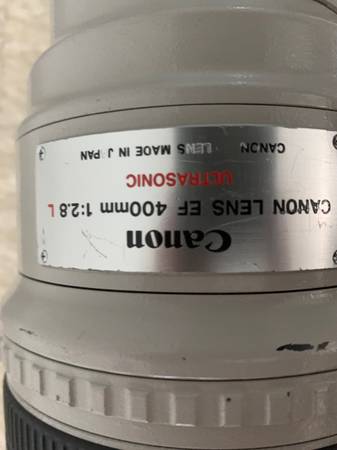 Canon
CANON LENS EF 400mm 1:2.8 L
ULTRASONIC
CANON LENS MADE IN JAPAN